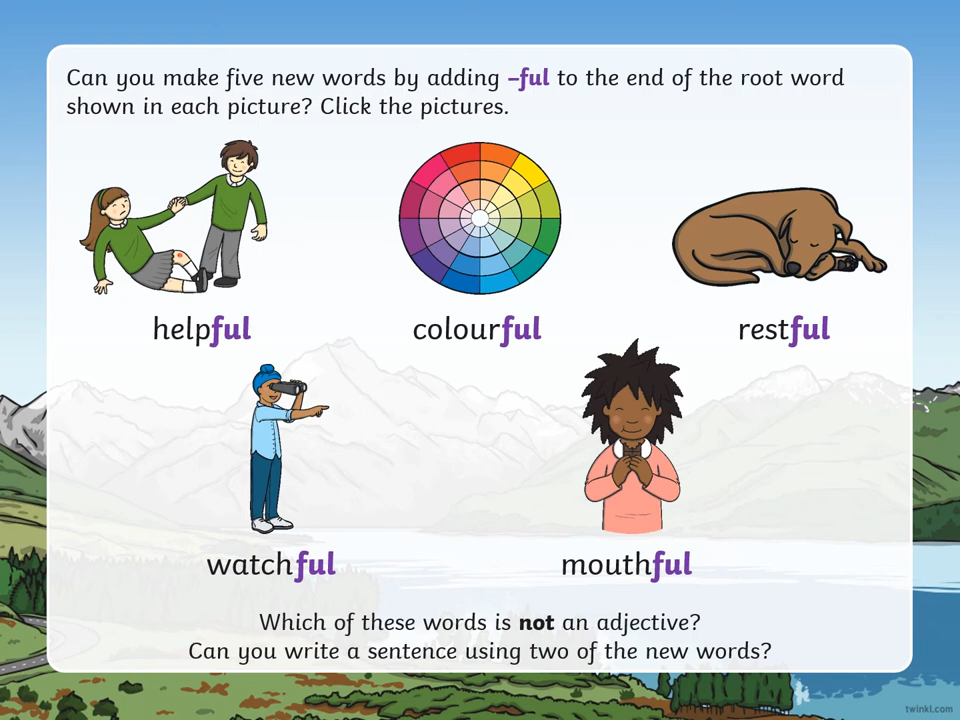 Can you make five new words by adding –ful to the end of the root word
shown in each picture? Click the pictures.
helpful
colourful
restful
watchful
mouthful
Which of these words is not an adjective?
Can you write a sentence using two of the new words?
twinkl.com